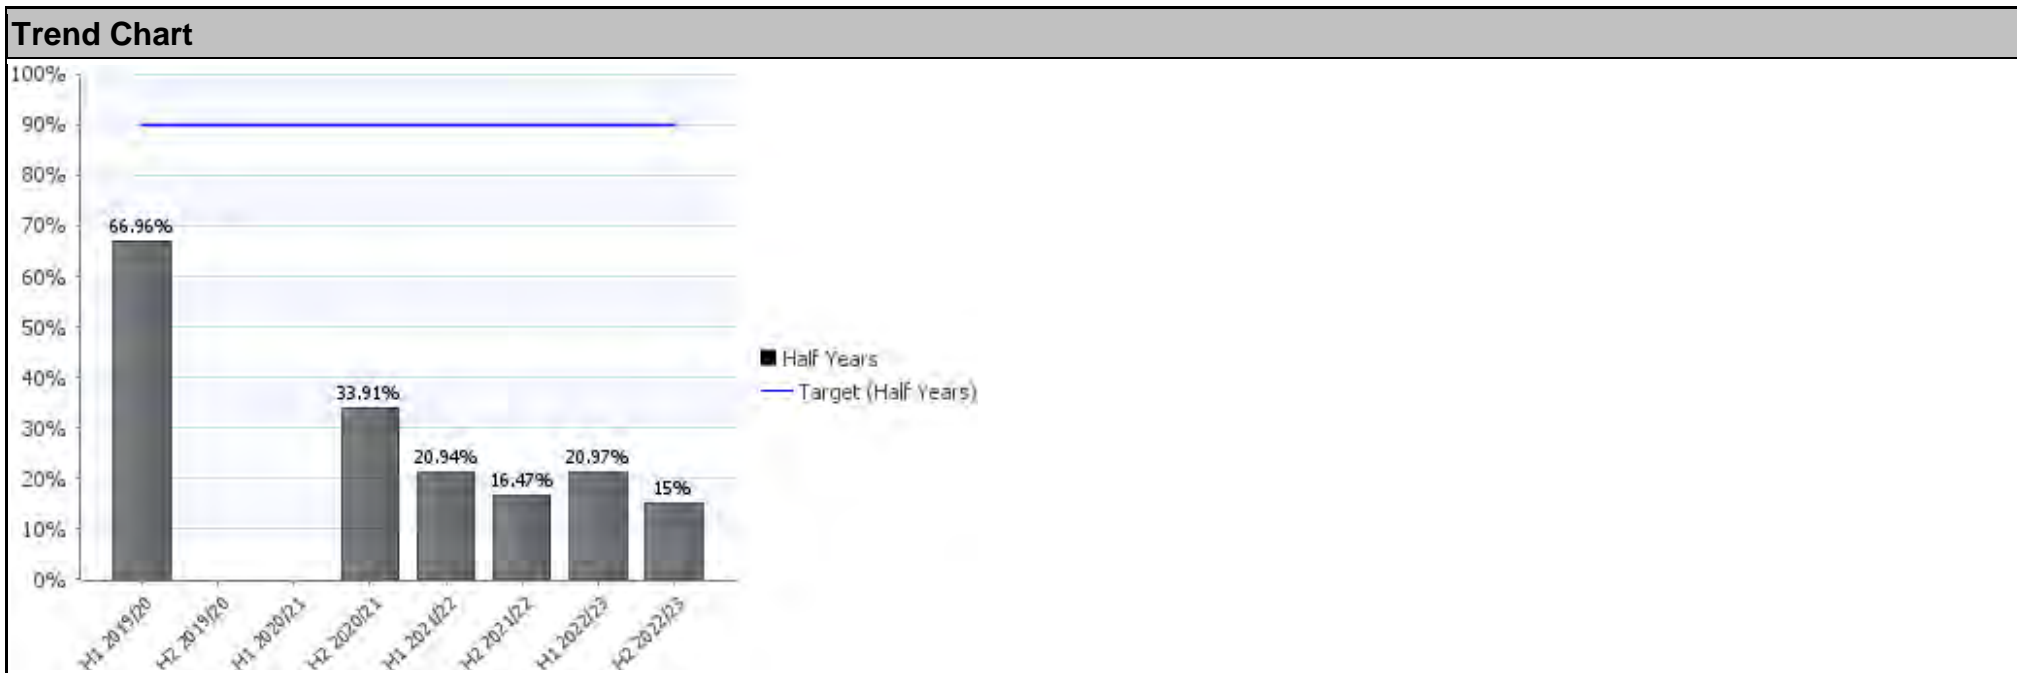 Trend Chart
100%
90%
80%
70%
60%
50%
40%
30%
20%
10%
0%
66.96%
33.91%
20.94%
16.47%
20.97%
15%
H1 2019/20
H2 2019/20
H1 2020/21
H2 2020/21
H1 2021/22
H2 2021/22
H1 2022/23
H2 2022/23
Half Years
Target (Half Years)